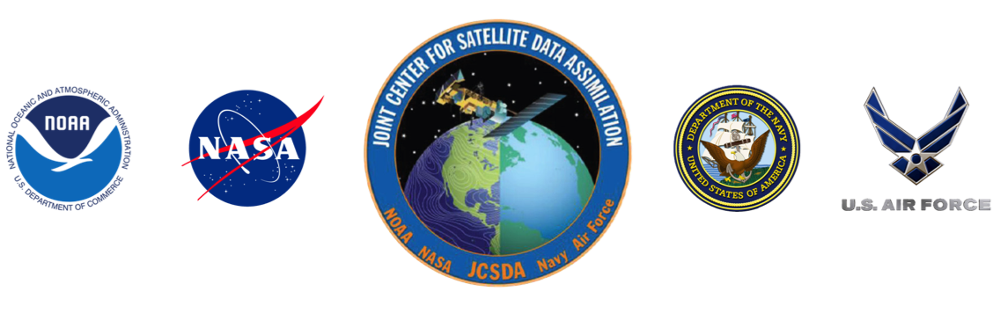 NATIONAL OCEANIC AND ATMOSPHERIC ADMINISTRATION
NOAA
U.S. DEPARTMENT OF COMMERCE
NASA
JOINT CENTER FOR SATELLITE DATA ASSIMILATION
NOAA NASA JCSDA Navy Air Force
DEPARTMENT OF THE NAVY
UNITED STATES OF AMERICA
U.S. AIR FORCE